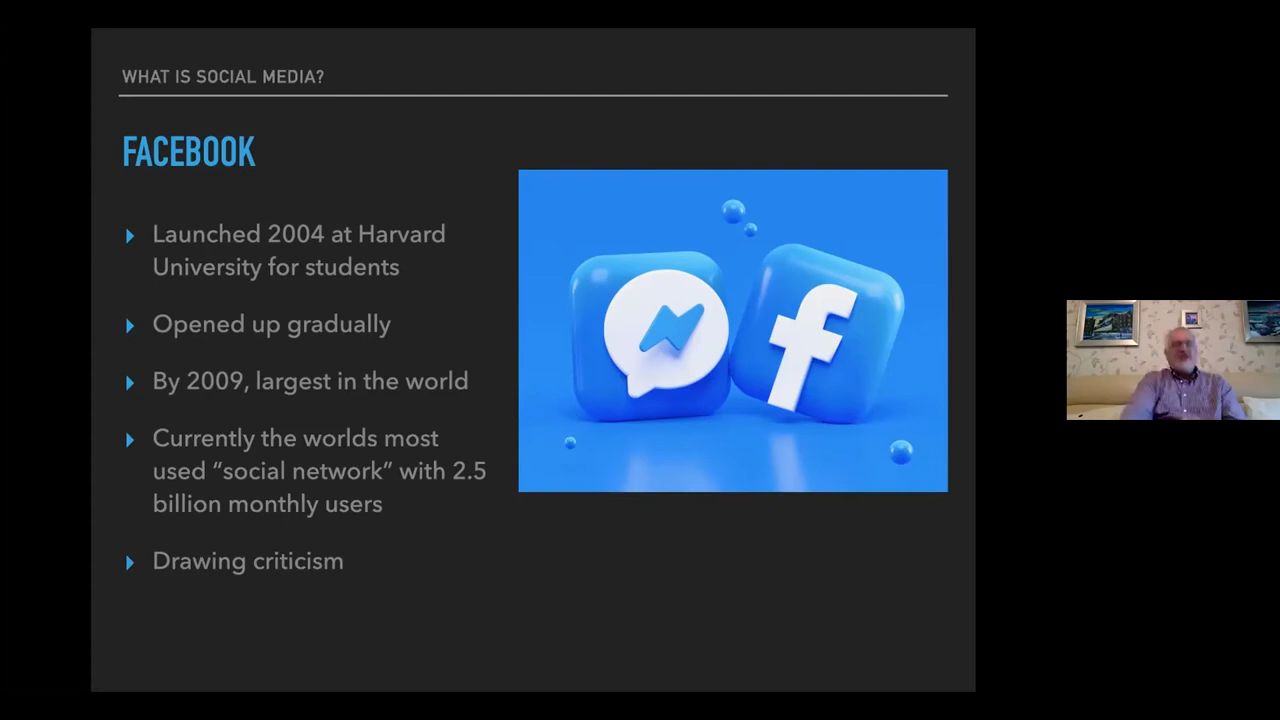 WHAT IS SOCIAL MEDIA?
FACEBOOK
Launched 2004 at Harvard
University for students
Opened up gradually
By 2009, largest in the world
Currently the worlds most
used “social network” with 2.5
billion monthly users
Drawing criticism
f